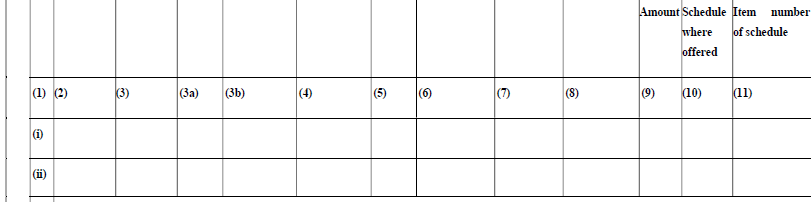 Amount Schedule Item number
where of schedule
offered
(1) (2) (3) (3a) (3b) (4) (5) (6) (7) (8) (9) (10) (11)
(i)
(ii)